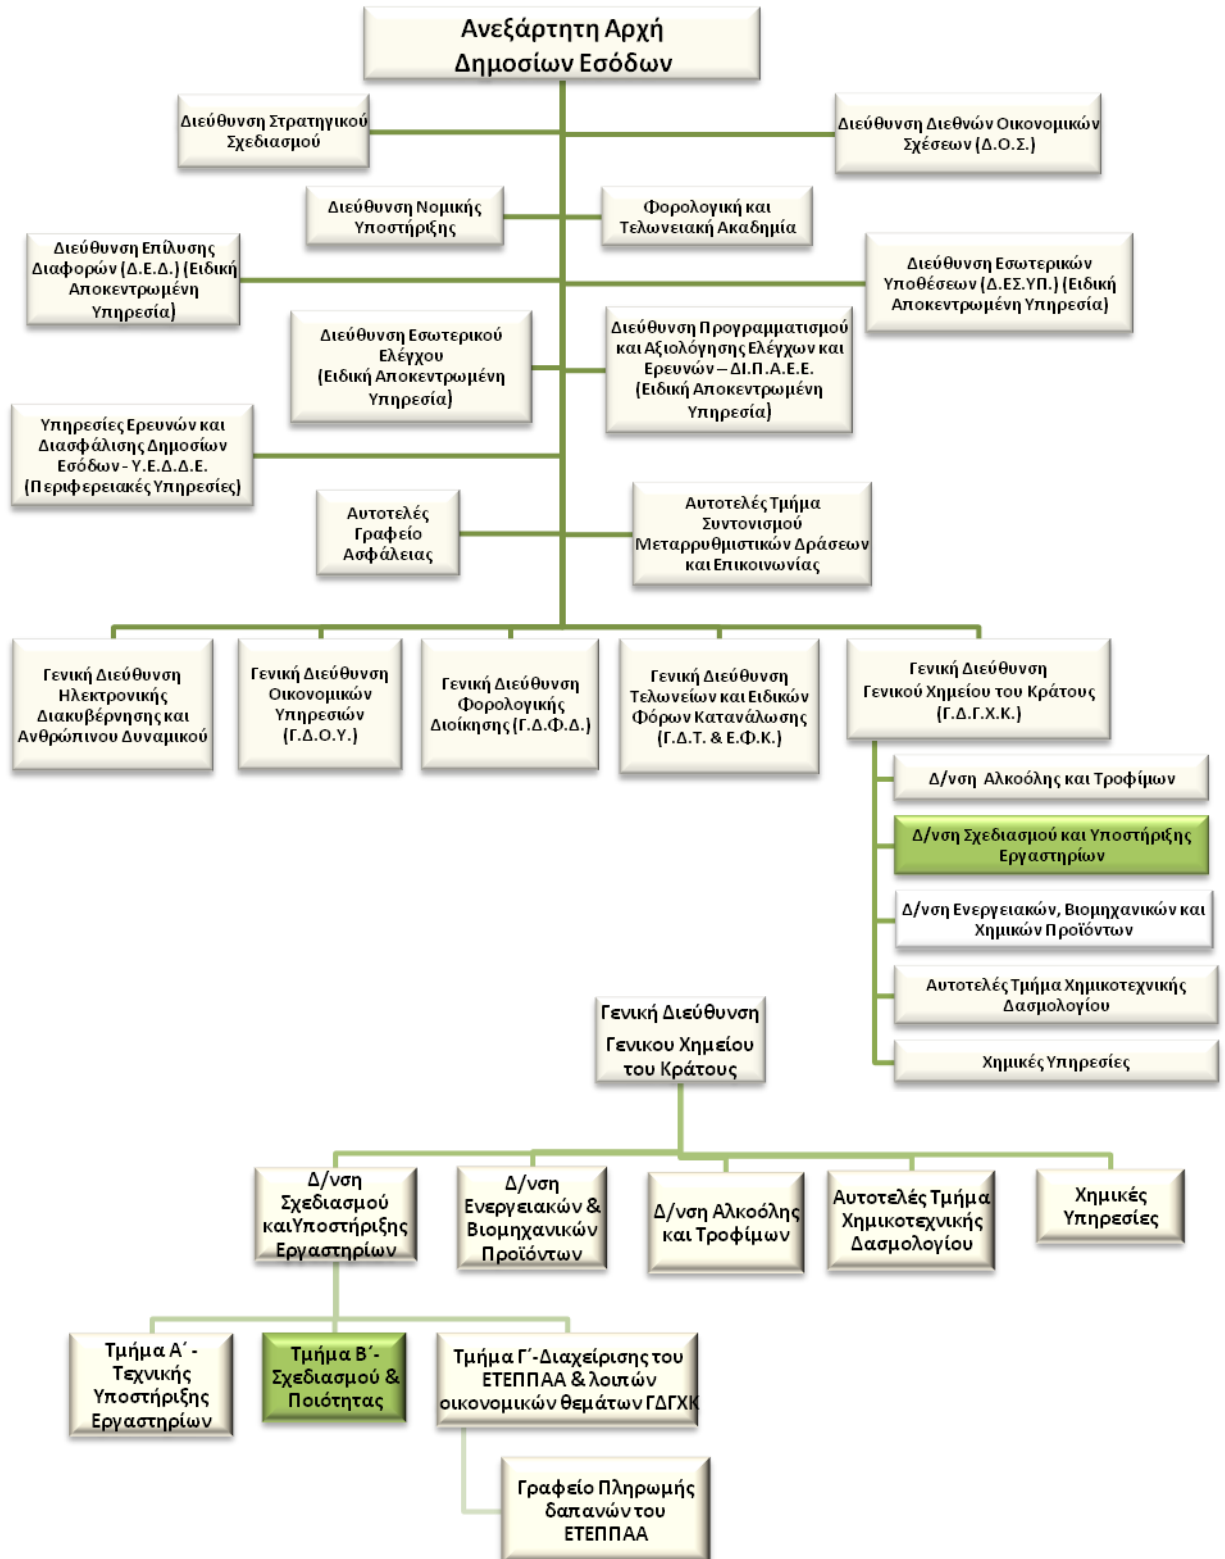 Ανεξάρτητη Αρχή
Δημοσίων Εσόδων
Διεύθυνση Στρατηγικού
Σχεδιασμού
Διεύθυνση Διεθνών Οικονομικών
Σχέσεων (Δ.Ο.Σ.)
Διεύθυνση Νομικής
Υποστήριξης
Φορολογική και
Τελωνειακή Ακαδημία
Διεύθυνση Επίλυσης
Διαφορών (Δ.Ε.Δ.) (Ειδική
Αποκεντρωμένη
Υπηρεσία)
Διεύθυνση Εσωτερικών
Υποθέσεων (Δ.ΕΣ.ΥΠ.) (Ειδική
Αποκεντρωμένη Υπηρεσία)
Διεύθυνση Εσωτερικού
Ελέγχου
(Ειδική Αποκεντρωμένη
Υπηρεσία)
Διεύθυνση Προγραμματισμού
και Αξιολόγησης Ελέγχων και
Ερευνών – ΔΙ.Π.Α.Ε.Ε.
(Ειδική Αποκεντρωμένη
Υπηρεσία)
Υπηρεσίες Ερευνών και
Διασφάλισης Δημοσίων
Εσόδων - Υ.Ε.Δ.Δ.Ε.
(Περιφερειακές Υπηρεσίες)
Αυτοτελές
Γραφείο
Ασφάλειας
Αυτοτελές Τμήμα
Συντονισμού
Μεταρρυθμιστικών Δράσεων
και Επικοινωνίας
Γενική Διεύθυνση
Ηλεκτρονικής
Διακυβέρνησης και
Ανθρώπινου Δυναμικού
Γενική Διεύθυνση
Οικονομικών
Υπηρεσιών
(Γ.Δ.Ο.Υ.)
Γενική Διεύθυνση
Φορολογικής
Διοίκησης (Γ.Δ.Φ.Δ.)
Γενική Διεύθυνση
Τελωνείων και Ειδικών
Φόρων Κατανάλωσης
(Γ.Δ.Τ. & Ε.Φ.Κ.)
Γενική Διεύθυνση
Γενικού Χημείου του Κράτους
(Γ.Δ.Γ.Χ.Κ.)
Δ/νση Αλκοόλης και Τροφίμων
Δ/νση Σχεδιασμού και Υποστήριξης
Εργαστηρίων
Δ/νση Ενεργειακών, Βιομηχανικών και
Χημικών Προϊόντων
Αυτοτελές Τμήμα Χημικοτεχνικής
Δασμολογίου
Χημικές Υπηρεσίες
Γενική Διεύθυνση
Γενικου Χημείου
του Κράτους
Δ/νση
Σχεδιασμού
καιΥποστήριξης
Εργαστηρίων
Δ/νση
Ενεργειακών &
Βιομηχανικών
Προϊόντων
Δ/νση Αλκοόλης
και Τροφίμων
Αυτοτελές Τμήμα
Χημικοτεχνικής
Δασμολογίου
Χημικές
Υπηρεσίες
Τμήμα Α΄ -
Τεχνικής
Υποστήριξης
Εργαστηρίων
Τμήμα Β΄-
Σχεδιασμού &
Ποιότητας
Τμήμα Γ΄-Διαχείρισης του
ΕΤΕΠΠΑΑ & λοιπών
οικονομικών θεμάτων ΓΔΓΧΚ
Γραφείο Πληρωμής
δαπανών του
ΕΤΕΠΠΑΑ